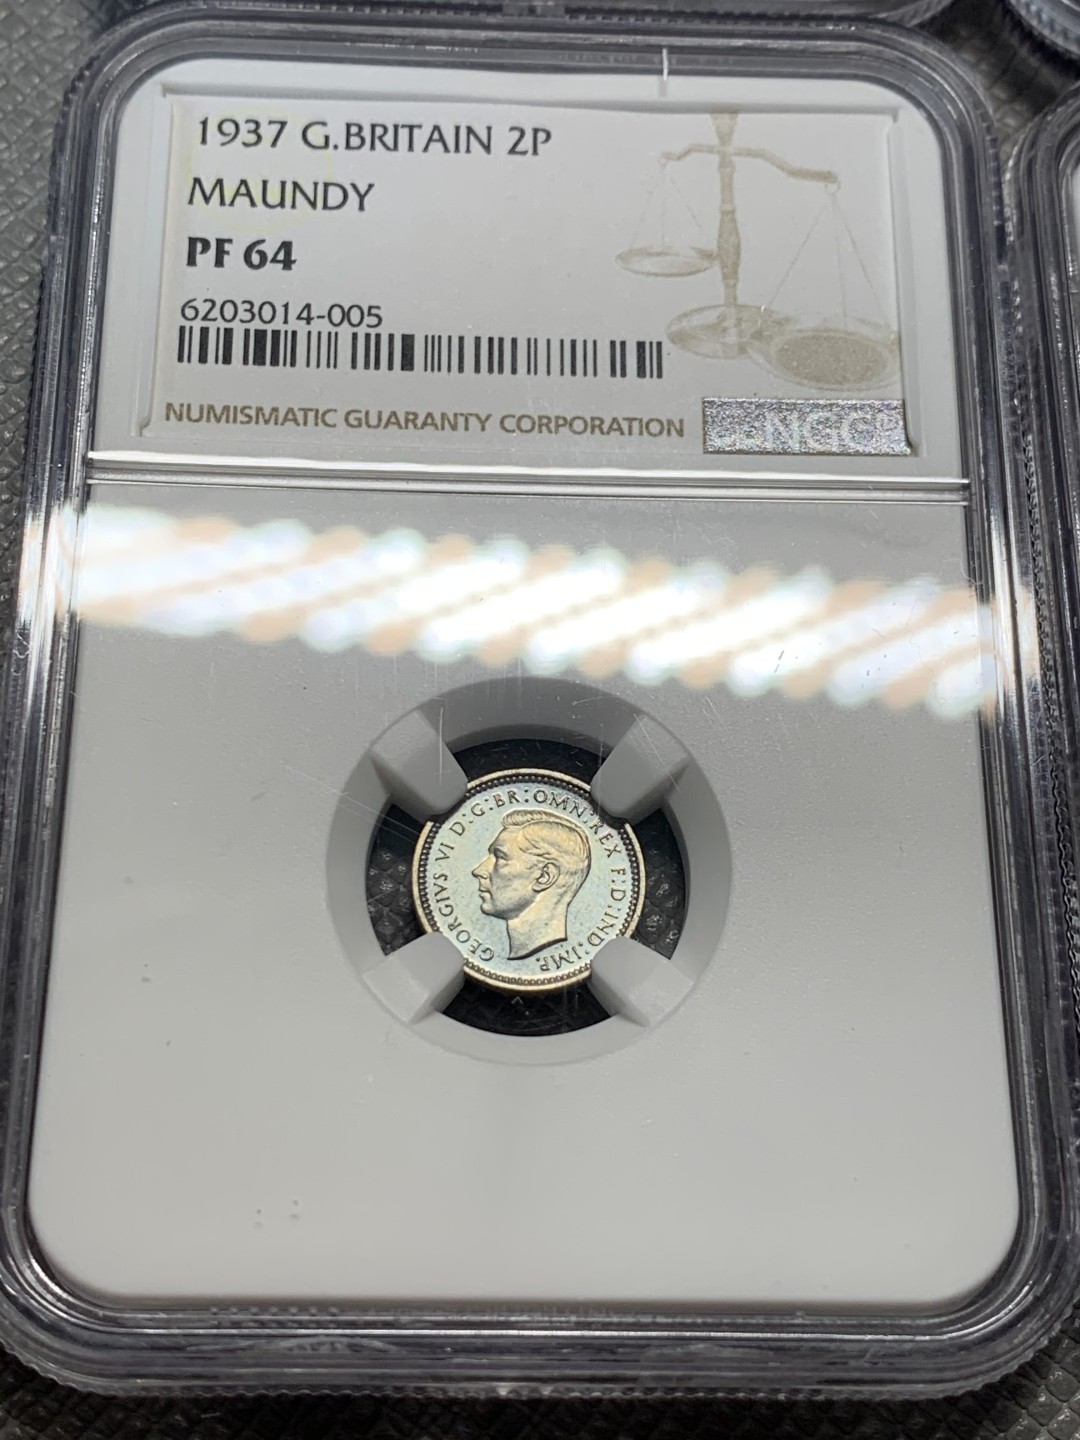 1937 G.BRITAIN 2P
MAUNDY
PF 64
6203014-005
NUMISMATIC GUARANTY CORPORATION
NGC
GEORGIVS VI D:G:BR:OMN:REX F:D:IND:IMP.